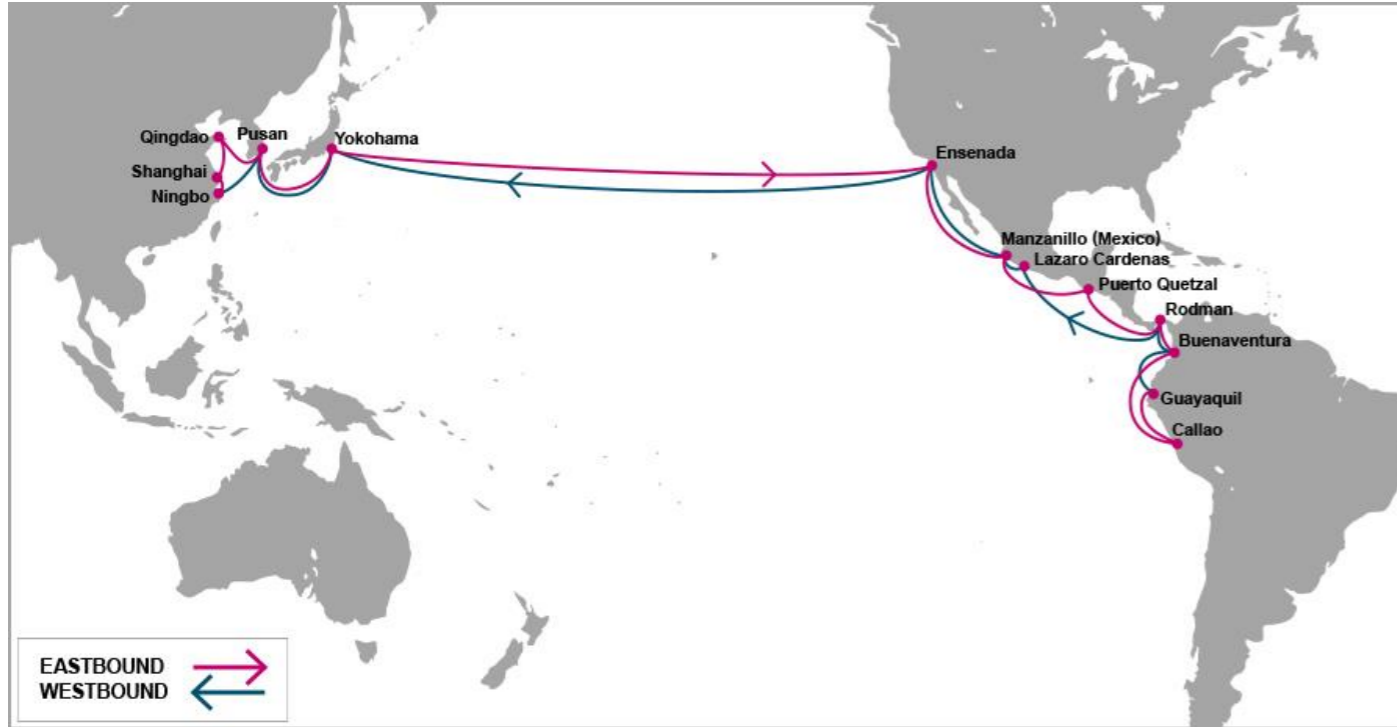 Qingdao
Pusan
Yokohama
Shanghai
Ningbo
Ensenada
Manzanillo (Mexico)
Lazaro Cardenas
Puerto Quetzal
Rodman
Buenaventura
Guayaquil
Callao
EASTBOUND
WESTBOUND